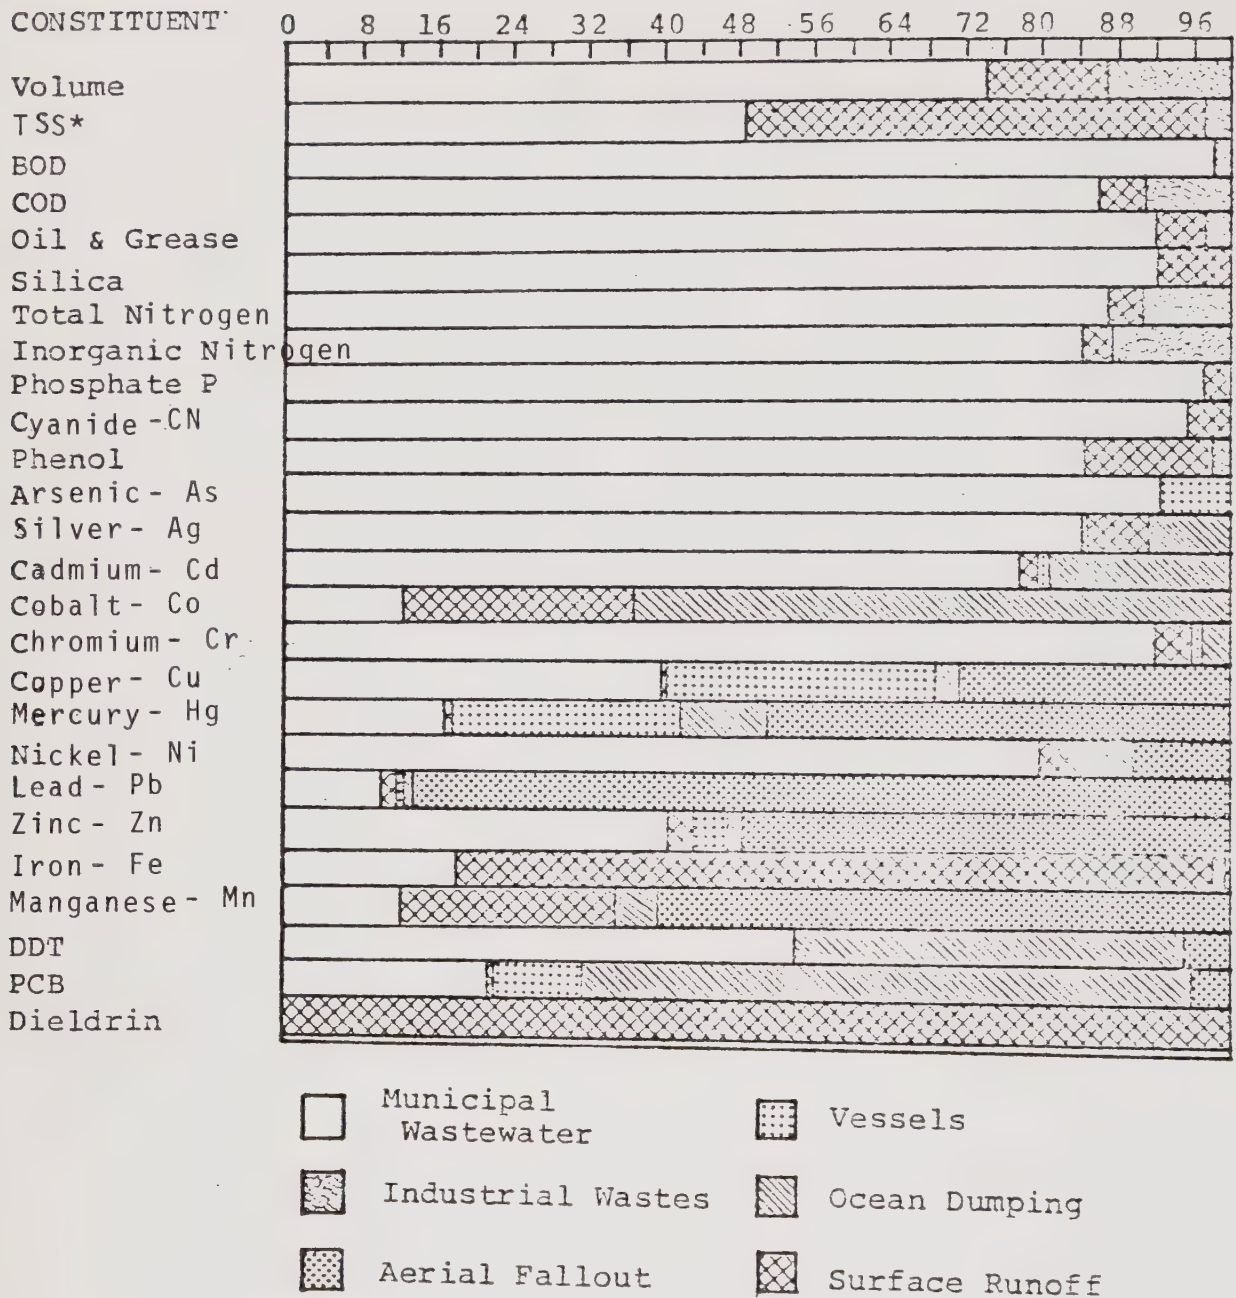 CONSTITUENT 0 8 16 24 32 40 48 56 64 72 80 88 96
Volume
TSS*
BOD
COD
Oil & Grease
Silica
Total Nitrogen
Inorganic Nitrogen
Phosphate P
Cyanide-CN
Phenol
Arsenic- As
Silver- Ag
Cadmium- Cd
Cobalt- Co
Chromium- Cr
Copper- Cu
Mercury- Hg
Nickel- Ni
Lead- Pb
Zinc- Zn
Iron- Fe
Manganese- Mn
DDT
PCB
Dieldrin
Municipal
Wastewater
Vessels
Industrial Wastes
Ocean Dumping
Aerial Fallout
Surface Runoff